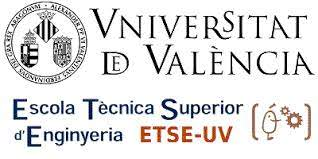 VNIVERSITAT
DE VALÈNCIA
Escola Tècnica Superior
d'Enginyeria ETSE-UV